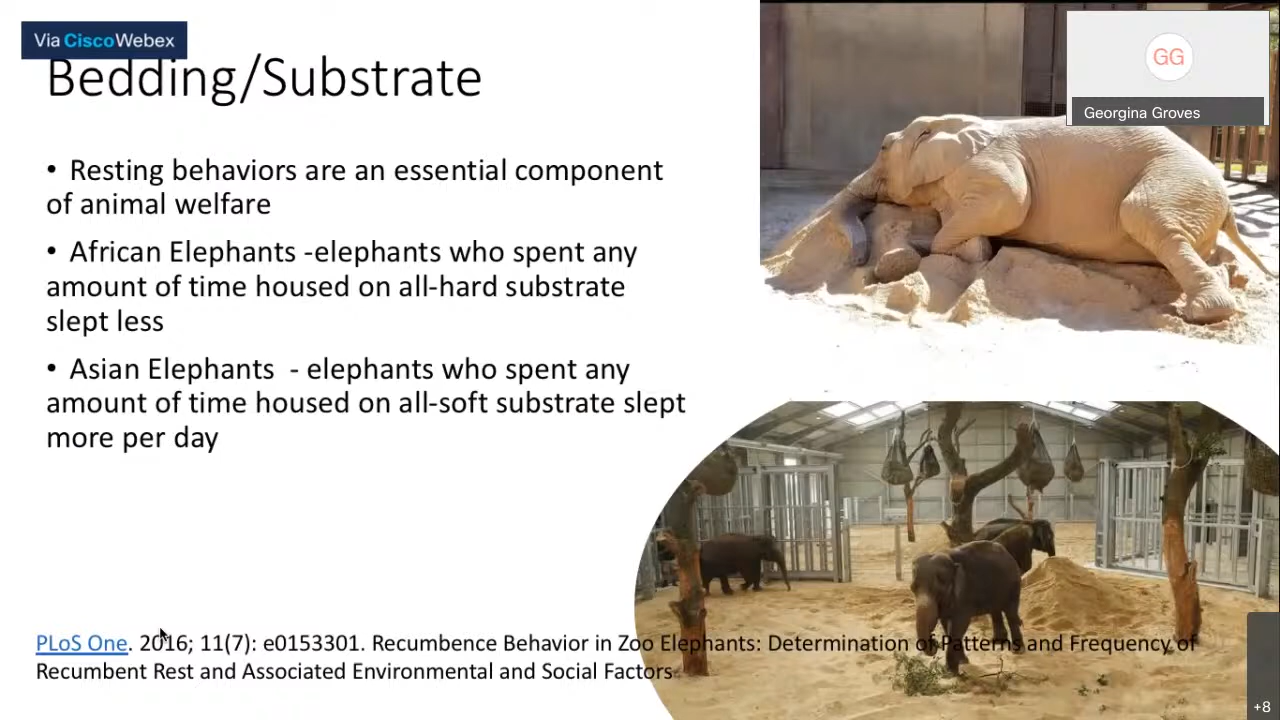 Via CiscoWebex
Bedding/Substrate
GG
Georgina Groves
• Resting behaviors are an essential component
of animal welfare
• African Elephants -elephants who spent any
amount of time housed on all-hard substrate
slept less
• Asian Elephants - elephants who spent any
amount of time housed on all-soft substrate slept
more per day
PLoS One. 2016; 11(7): e0153301. Recumbence Behavior in Zoo Elephants: Determination of Patterns and Frequency of
Recumbent Rest and Associated Environmental and Social Factors
+8